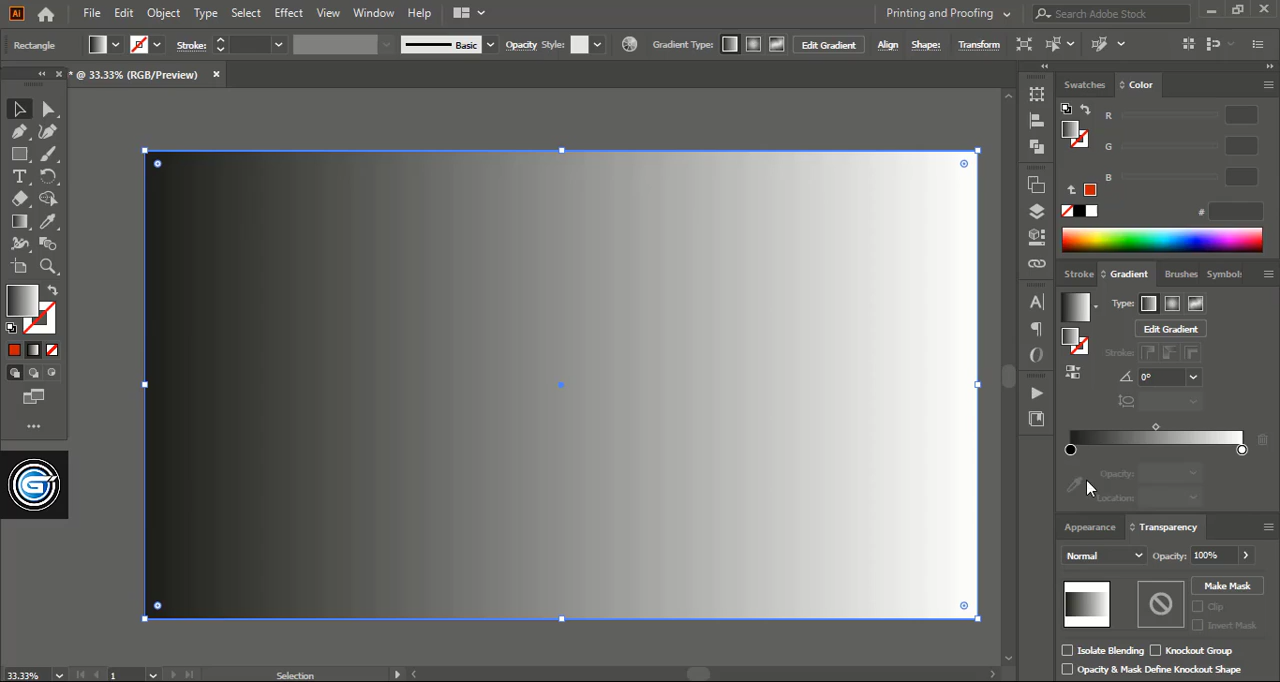 Ai File Edit Object Type Select Effect View Window Help Printing and Proofing Search Adobe Stock
Rectangle Stroke: Basic Opacity Style: Gradient Type: Edit Gradient Align Shape: Transform
* @ 33.33% (RGB/Preview)
Swatches Color
R
G
B
#
Stroke Gradient Brushes Symbols
Type:
Edit Gradient
Stroke:
0°
Opacity:
Location:
Appearance Transparency
Normal Opacity: 100%
Make Mask
Clip
Invert Mask
Isolate Blending Knockout Group
Opacity & Mask Define Knockout Shape
33.33% 1 Selection